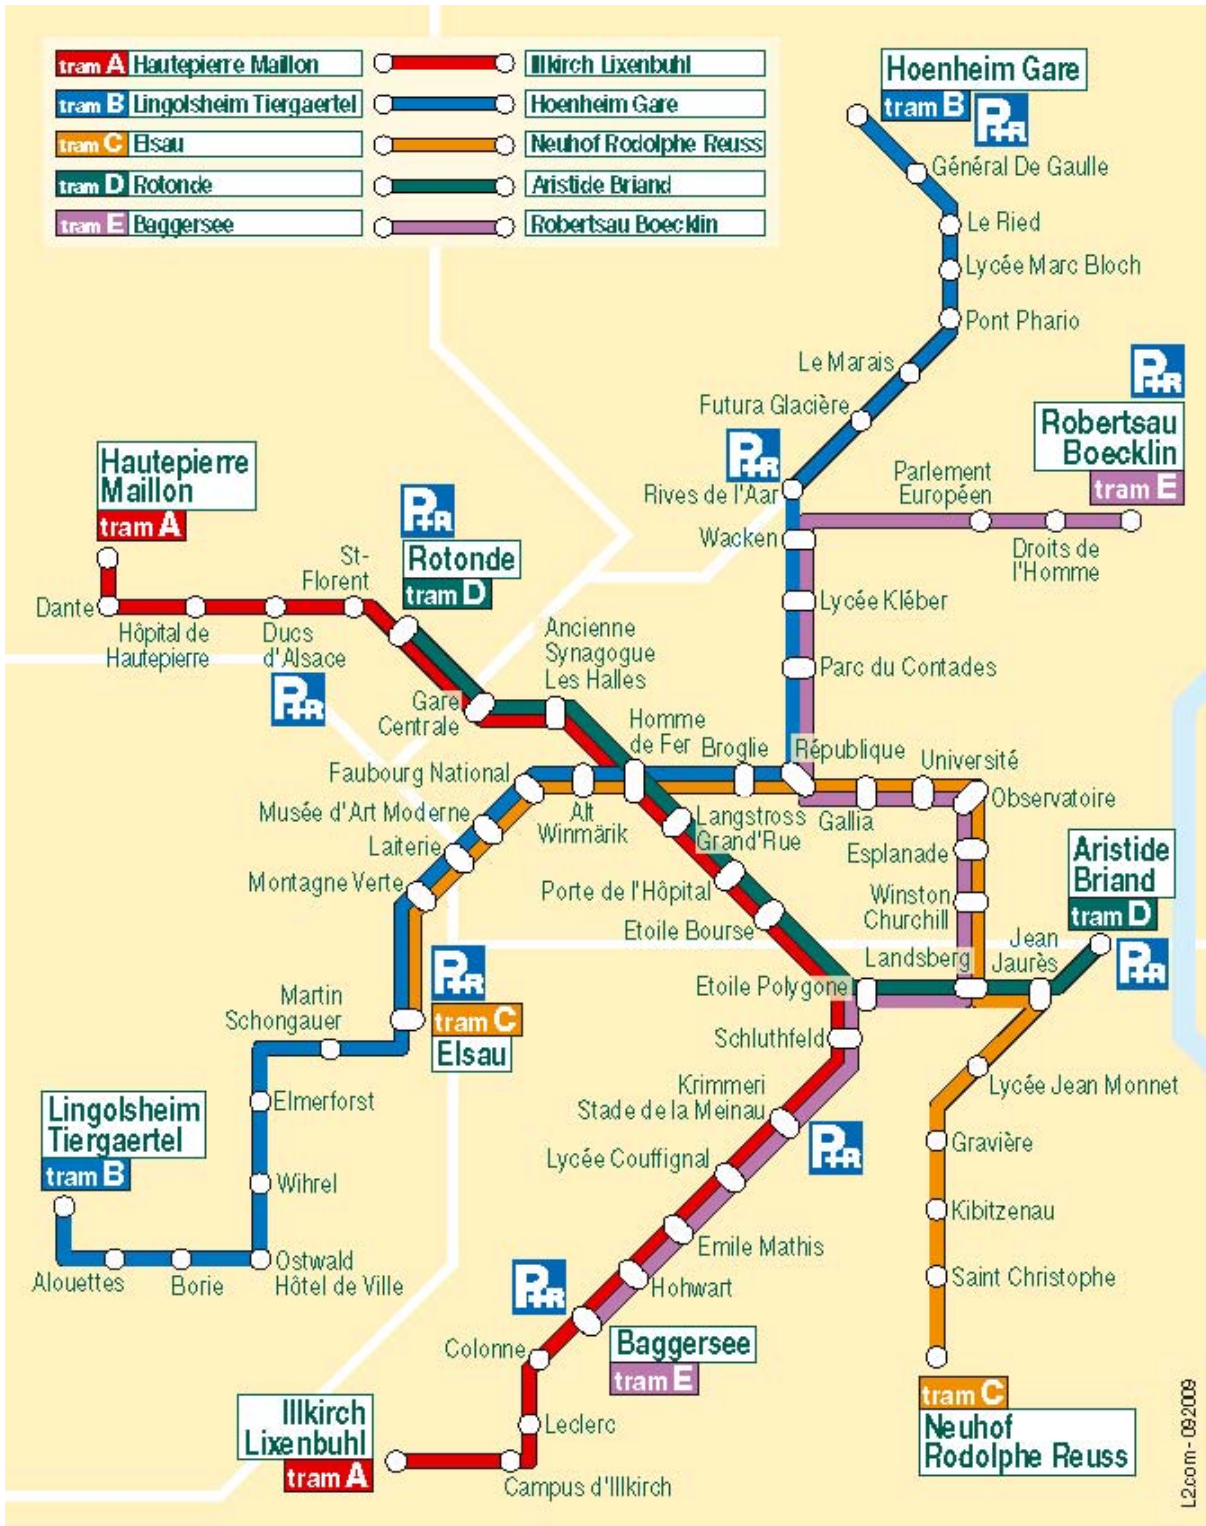 tram A Hautepierre Maillon
Illkirch Lixenbuhl
tram B Lingolsheim Tiergaertel
Hoenheim Gare
tram C Elsau
Neuhof Rodolphe Reuss
tram D Rotonde
Aristide Briand
tram E Baggersee
Robertsau Boecklin
Hoenheim Gare
tram B
P+R
Général De Gaulle
Le Ried
Lycée Marc Bloch
Pont Phario
Le Marais
Futura Glacière
P+R
Rives de l'Aar
P+R
Robertsau
Boecklin
tram E
Parlement
Européen
Droits de
l'Homme
Wacken
Lycée Kléber
Parc du Contades
Hautepierre
Maillon
tram A
Dante
Hôpital de
Hautepierre
Ducs
d'Alsace
P+R
St-
Florent
P+R
Rotonde
tram D
Gare
Centrale
Ancienne
Synagogue
Les Halles
Homme
de Fer
Broglie
République
Université
Observatoire
Gallia
Faubourg National
Alt
Winmärik
Musée d'Art Moderne
Laiterie
Montagne Verte
Langstross
Grand'Rue
Porte de l'Hôpital
Etoile Bourse
Etoile Polygone
Esplanade
Winston
Churchill
Landsberg
Jean
Jaurès
Aristide
Briand
tram D
P+R
P+R
tram C
Elsau
Martin
Schongauer
Elmerforst
Wihrel
Ostwald
Hôtel de Ville
Borie
Alouettes
Lingolsheim
Tiergaertel
tram B
Schluthfeld
Krimmeri
Stade de la Meinau
P+R
Lycée Couffignal
Emile Mathis
Hohwart
P+R
Baggersee
tram E
Colonne
Leclerc
Campus d'Illkirch
Illkirch
Lixenbuhl
tram A
Lycée Jean Monnet
Gravière
Kibitzenau
Saint Christophe
tram C
Neuhof
Rodolphe Reuss
L2.com - 092009